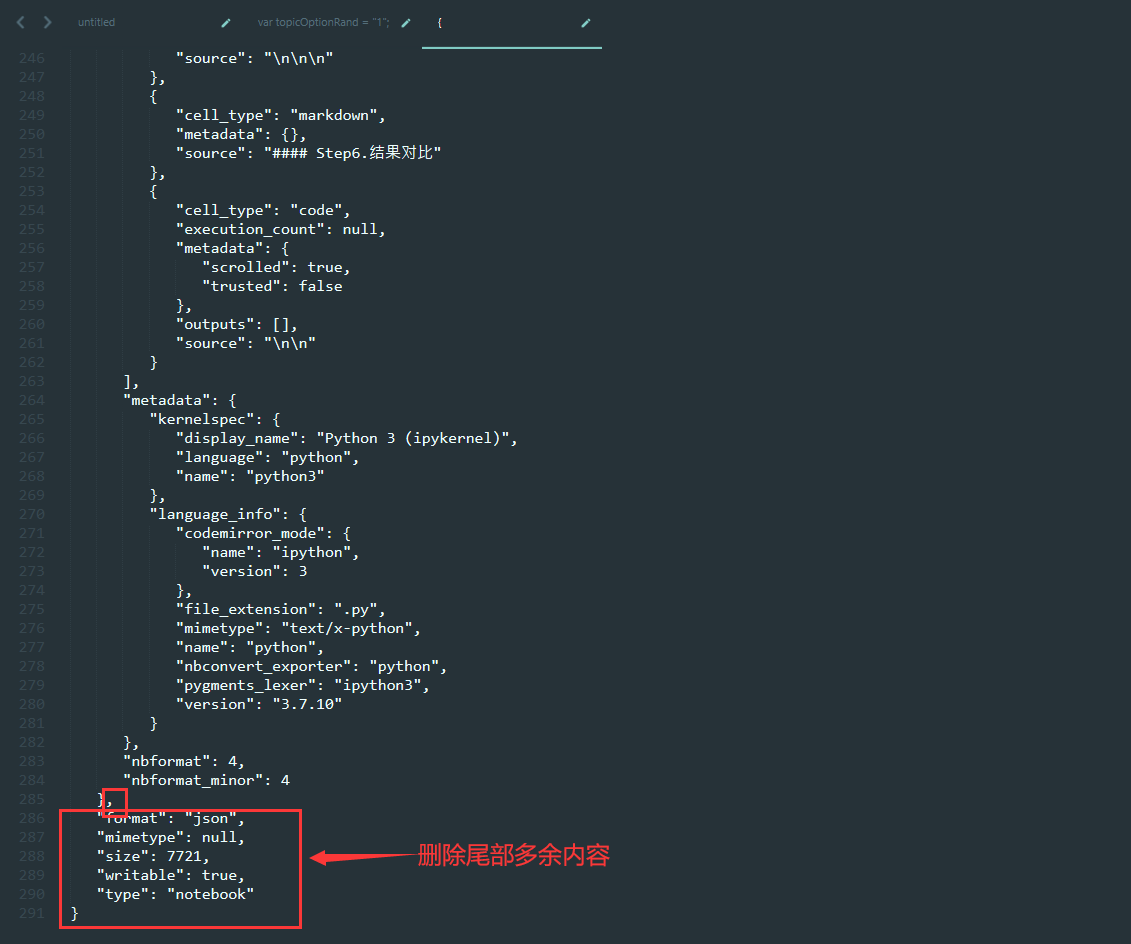 untitled
var topicOptionRand = "1";
{
246 "source": "\n\n\n"
247 },
248 {
249 "cell_type": "markdown",
250 "metadata": {},
251 "source": "#### Step6.结果对比"
252 },
253 {
254 "cell_type": "code",
255 "execution_count": null,
256 "metadata": {
257 "scrolled": true,
258 "trusted": false
259 },
260 "outputs": [],
261 "source": "\n\n"
262 }
263 ],
264 "metadata": {
265 "kernelspec": {
266 "display_name": "Python 3 (ipykernel)",
267 "language": "python",
268 "name": "python3"
269 },
270 "language_info": {
271 "codemirror_mode": {
272 "name": "ipython",
273 "version": 3
274 },
275 "file_extension": ".py",
276 "mimetype": "text/x-python",
277 "name": "python",
278 "nbconvert_exporter": "python",
279 "pygments_lexer": "ipython3",
280 "version": "3.7.10"
281 }
282 },
283 "nbformat": 4,
284 "nbformat_minor": 4
285 },
286 "format": "json",
287 "mimetype": null,
288 "size": 7721,
删除尾部多余内容
289 "writable": true,
290 "type": "notebook"
291 }